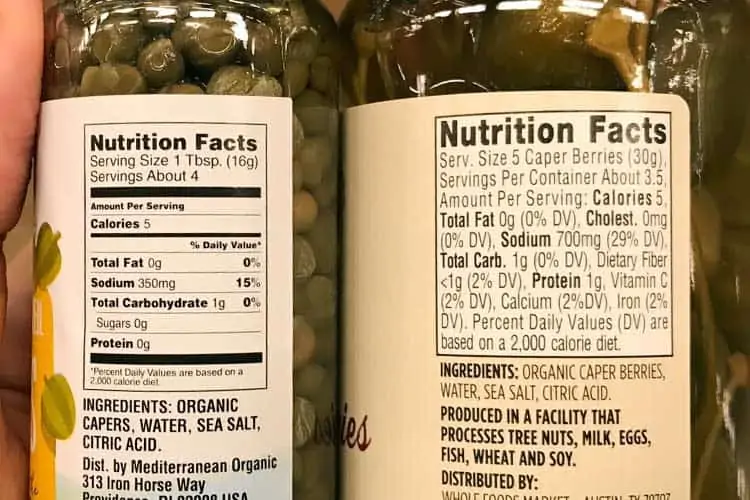 Nutrition Facts
Serving Size 1 Tbsp. (16g)
Servings About 4
Amount Per Serving
Calories 5
% Daily Value*
Total Fat 0g 0%
Sodium 350mg 15%
Total Carbohydrate 1g 0%
Sugars 0g
Protein 0g
*Percent Daily Values are based on a
2,000 calorie diet.
INGREDIENTS: ORGANIC
CAPERS, WATER, SEA SALT,
CITRIC ACID.
Dist. by Mediterranean Organic
313 Iron Horse Way
Nutrition Facts
Serv. Size 5 Caper Berries (30g),
Servings Per Container About 3.5,
Amount Per Serving: Calories 5,
Total Fat 0g (0% DV), Cholest. 0mg
(0% DV), Sodium 700mg (29% DV),
Total Carb. 1g (0% DV), Dietary Fiber
<1g (2% DV), Protein 1g, Vitamin C
(2% DV), Calcium (2%DV), Iron (2%
DV). Percent Daily Values (DV) are
based on a 2,000 calorie diet.
INGREDIENTS: ORGANIC CAPER BERRIES,
WATER, SEA SALT, CITRIC ACID.
PRODUCED IN A FACILITY THAT
PROCESSES TREE NUTS, MILK, EGGS,
FISH, WHEAT AND SOY.
DISTRIBUTED BY:
WHOLE FOODS MARKET